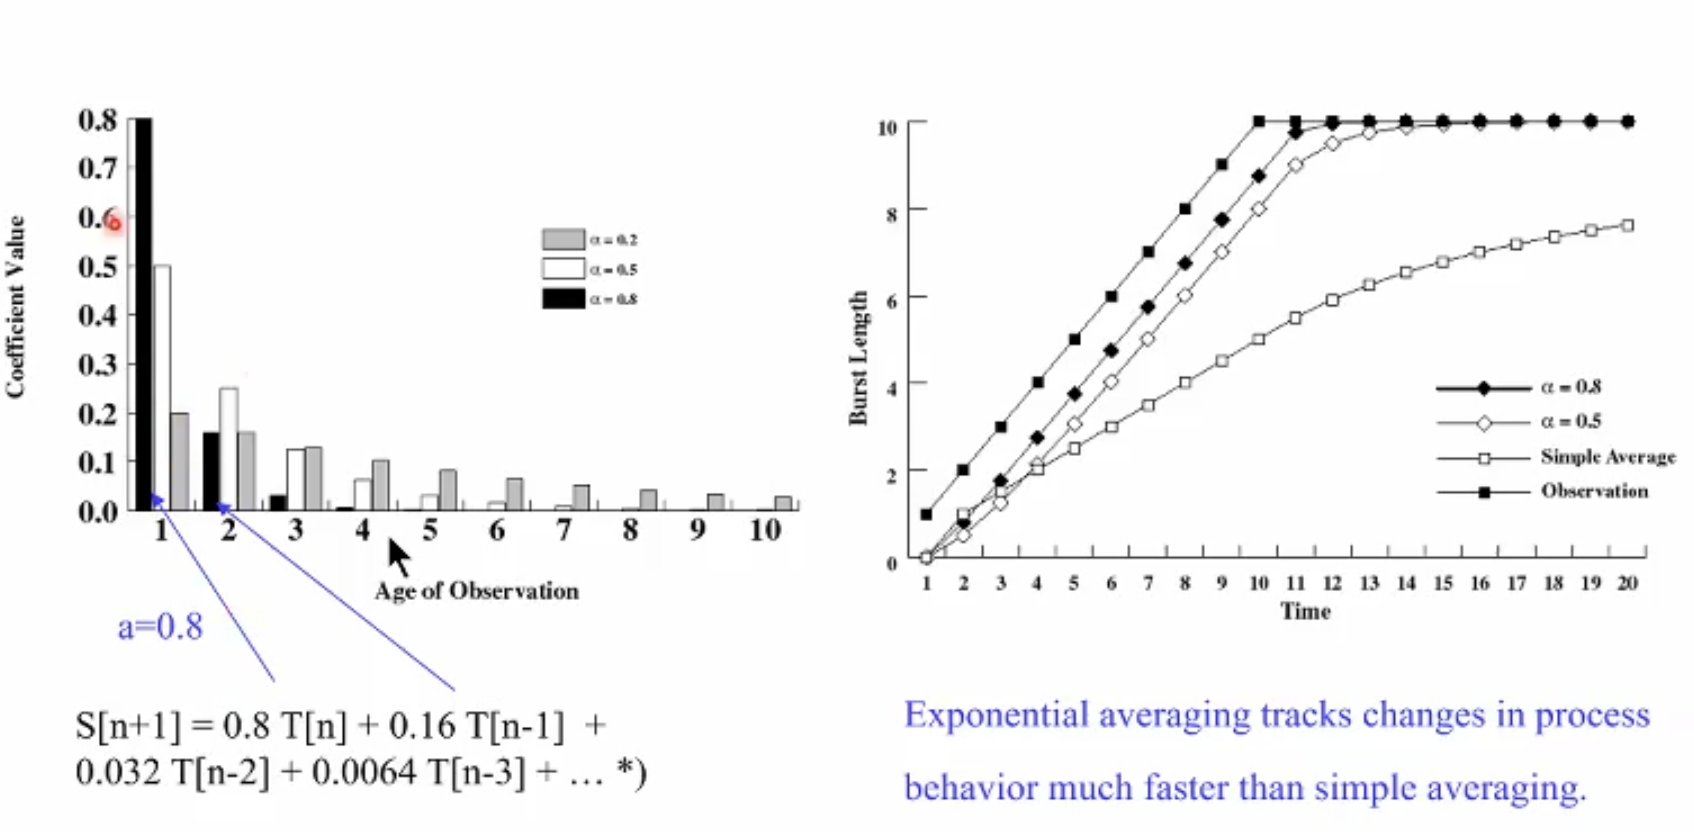 Coefficient Value
0.8
0.7
0.6
0.5
0.4
0.3
0.2
0.1
0.0
1 2 3 4 5 6 7 8 9 10
Age of Observation
α = 0.2
α = 0.5
α = 0.8
a=0.8
S[n+1] = 0.8 T[n] + 0.16 T[n-1] +
0.032 T[n-2] + 0.0064 T[n-3] + … *)
Burst Length
10
8
6
4
2
0
1 2 3 4 5 6 7 8 9 10 11 12 13 14 15 16 17 18 19 20
Time
α = 0.8
α = 0.5
Simple Average
Observation
Exponential averaging tracks changes in process
behavior much faster than simple averaging.